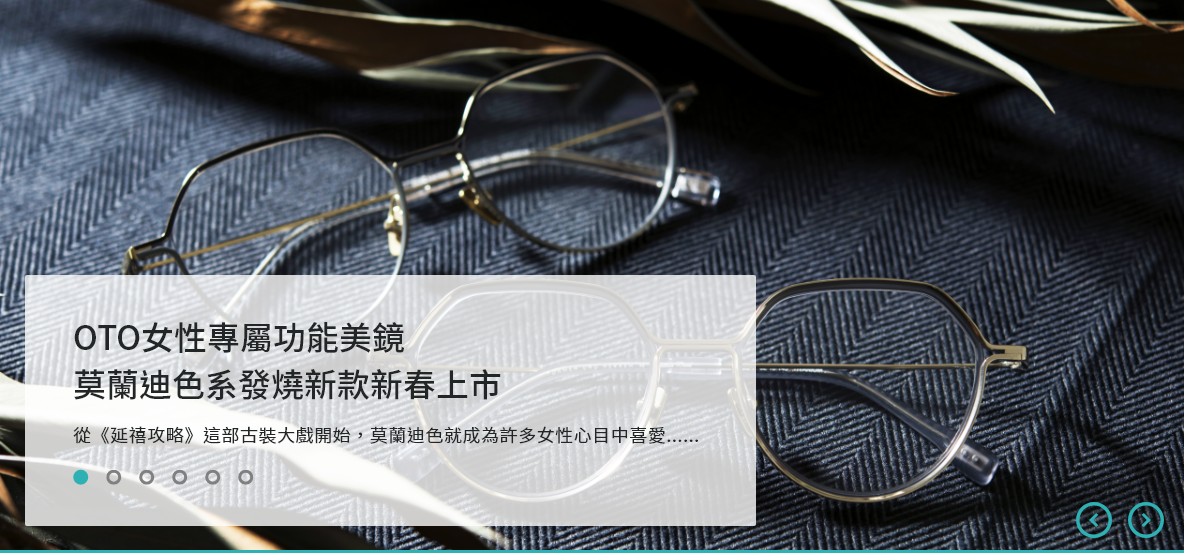 OTO女性專屬功能美鏡
莫蘭迪色系發燒新款新春上市
從《延禧攻略》這部古裝大戲開始，莫蘭迪色就成為許多女性心目中喜愛......